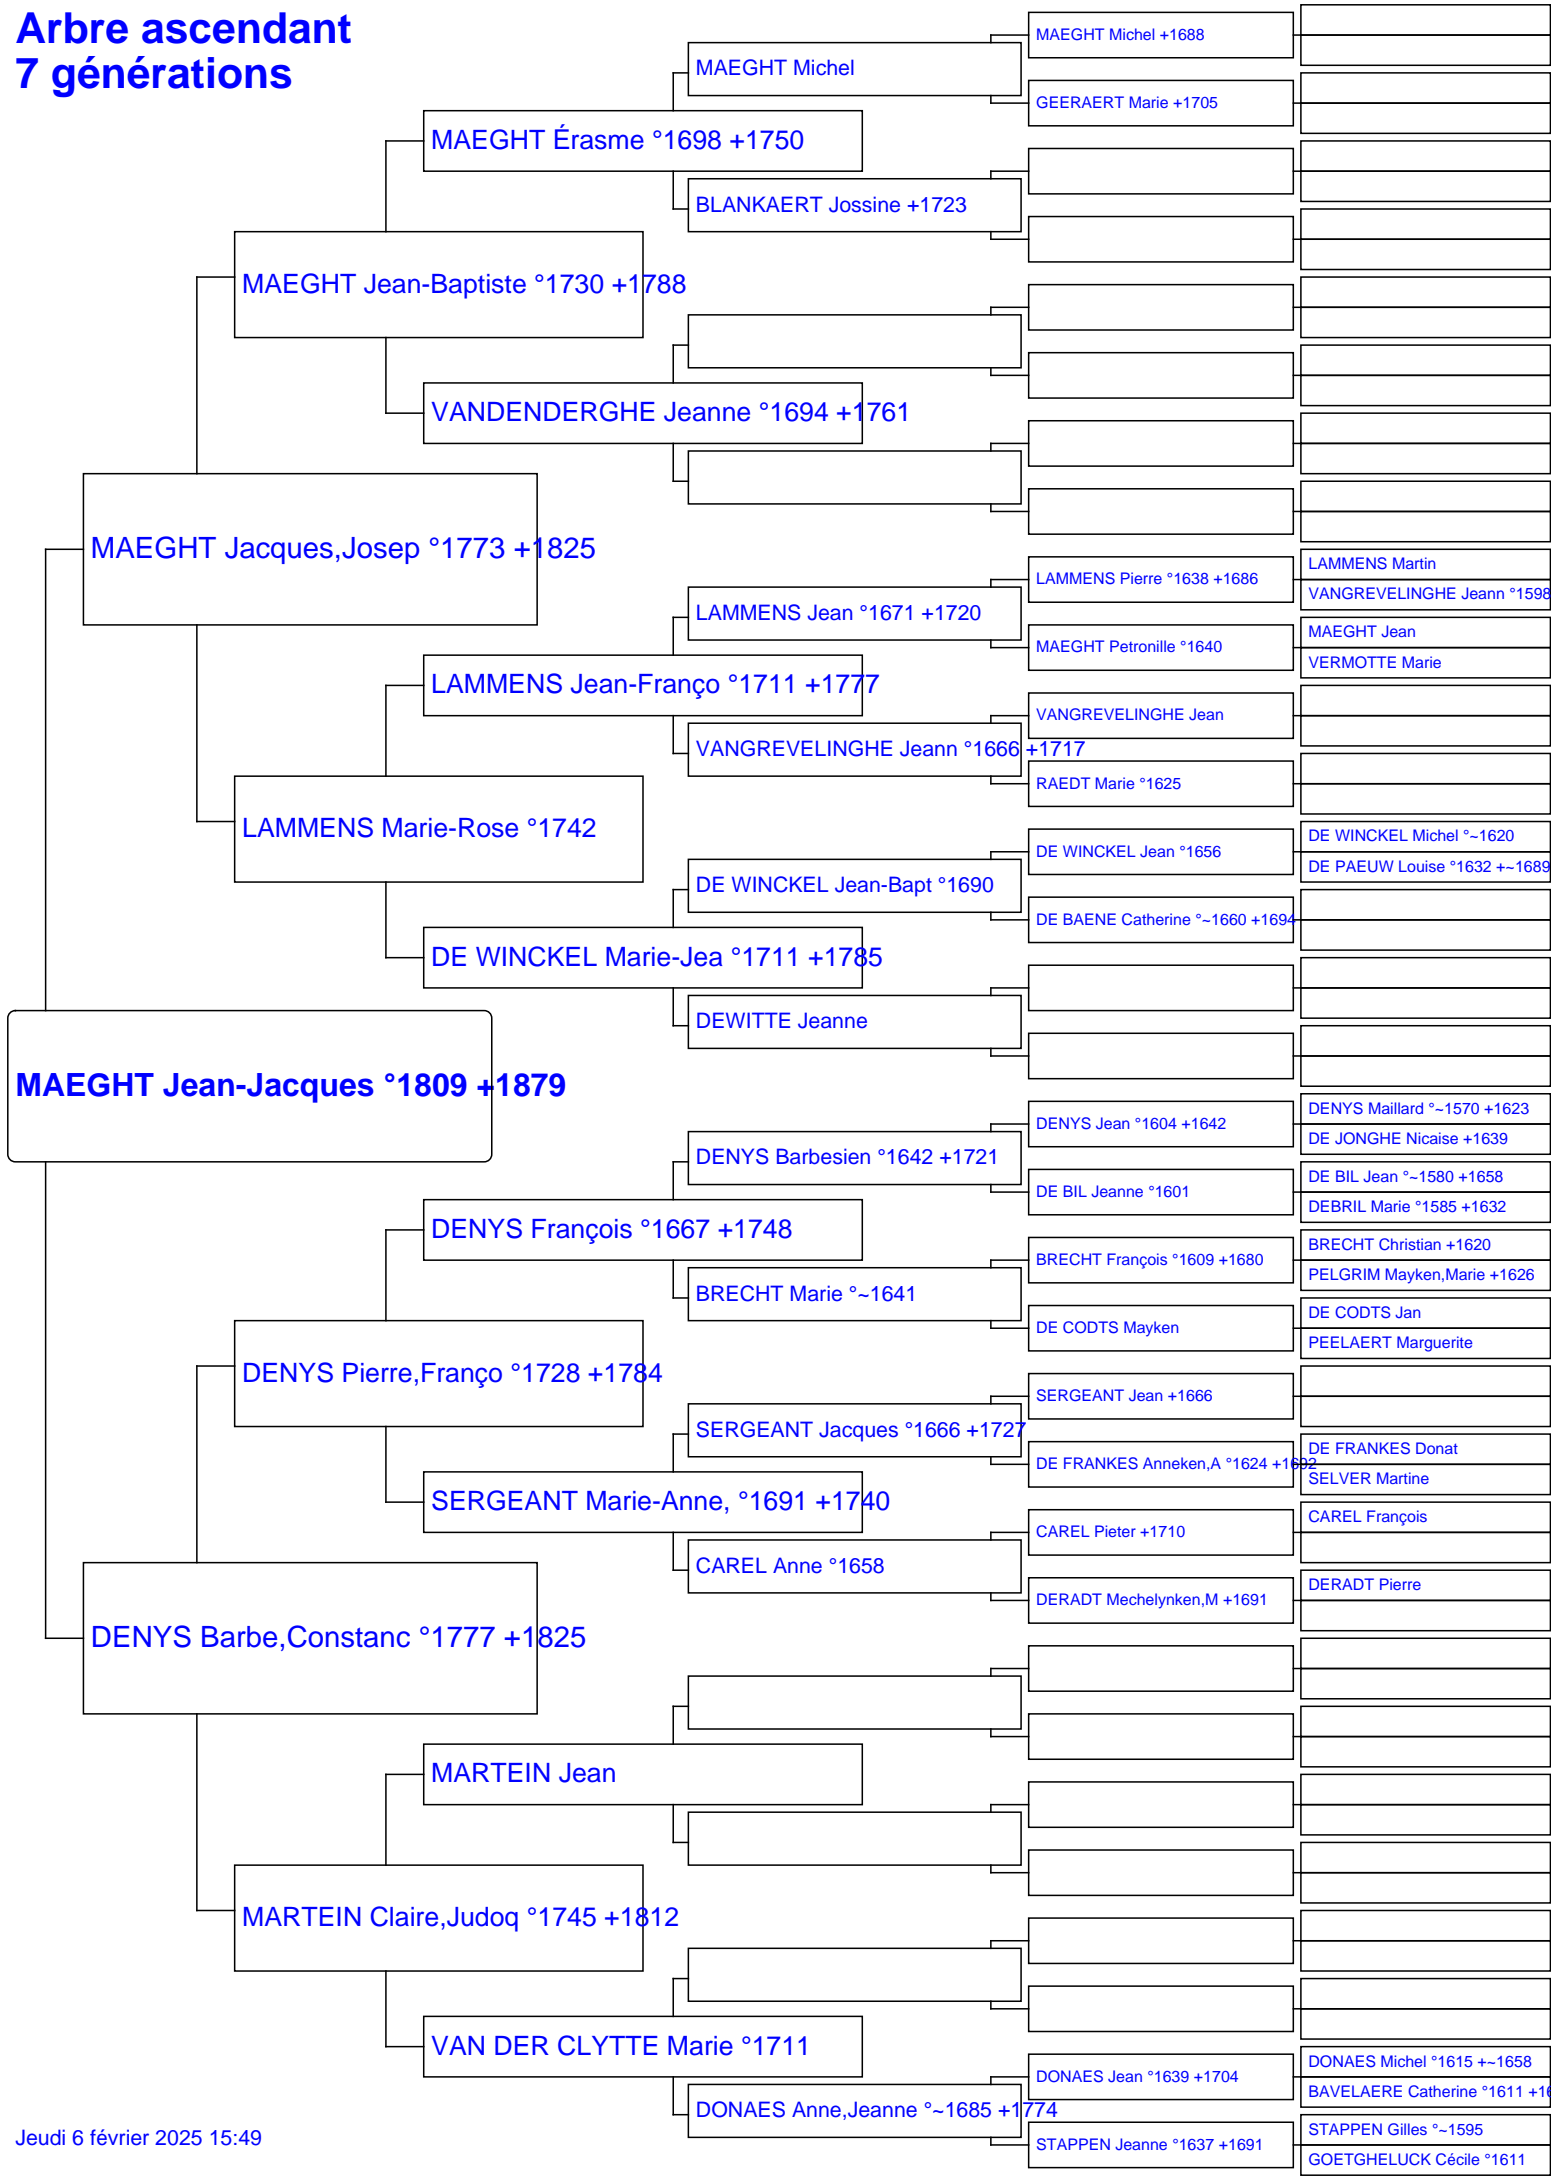 Arbre ascendant
7 générations
MAEGHT Michel +1688
MAEGHT Michel
GEERAERT Marie +1705
MAEGHT Érasme °1698 +1750
BLANKAERT Jossine +1723
MAEGHT Jean-Baptiste °1730 +1788
VANDENDERGHE Jeanne °1694 +1761
MAEGHT Jacques,Josep °1773 +1825
LAMMENS Martin
LAMMENS Pierre °1638 +1686
VANGREVELINGHE Jeann °1598
LAMMENS Jean °1671 +1720
MAEGHT Jean
MAEGHT Petronille °1640
VERMOTTE Marie
LAMMENS Jean-Franço °1711 +1777
VANGREVELINGHE Jean
VANGREVELINGHE Jeann °1666 +1717
RAEDT Marie °1625
LAMMENS Marie-Rose °1742
DE WINCKEL Michel °~1620
DE WINCKEL Jean °1656
DE PAEUW Louise °1632 +~1689
DE WINCKEL Jean-Bapt °1690
DE BAENE Catherine °~1660 +1694
DE WINCKEL Marie-Jea °1711 +1785
DEWITTE Jeanne
MAEGHT Jean-Jacques °1809 +1879
DENYS Maillard °~1570 +1623
DENYS Jean °1604 +1642
DE JONGHE Nicaise +1639
DENYS Barbesien °1642 +1721
DE BIL Jean °~1580 +1658
DE BIL Jeanne °1601
DEBRIL Marie °1585 +1632
DENYS François °1667 +1748
BRECHT Christian +1620
BRECHT François °1609 +1680
PELGRIM Mayken,Marie +1626
BRECHT Marie °~1641
DE CODTS Jan
DE CODTS Mayken
PEELAERT Marguerite
DENYS Pierre,Franço °1728 +1784
SERGEANT Jean +1666
SERGEANT Jacques °1666 +1727
DE FRANKES Donat
DE FRANKES Anneken,A °1624 +1692
SELVER Martine
SERGEANT Marie-Anne, °1691 +1740
CAREL François
CAREL Pieter +1710
CAREL Anne °1658
DERADT Pierre
DERADT Mechelynken,M +1691
DENYS Barbe,Constanc °1777 +1825
MARTEIN Jean
MARTEIN Claire,Judoq °1745 +1812
VAN DER CLYTTE Marie °1711
DONAES Michel °1615 +~1658
DONAES Jean °1639 +1704
BAVELAERE Catherine °1611
DONAES Anne,Jeanne °~1685 +1774
STAPPEN Gilles °~1595
STAPPEN Jeanne °1637 +1691
GOETGHELUCK Cécile °1611
Jeudi 6 février 2025 15:49